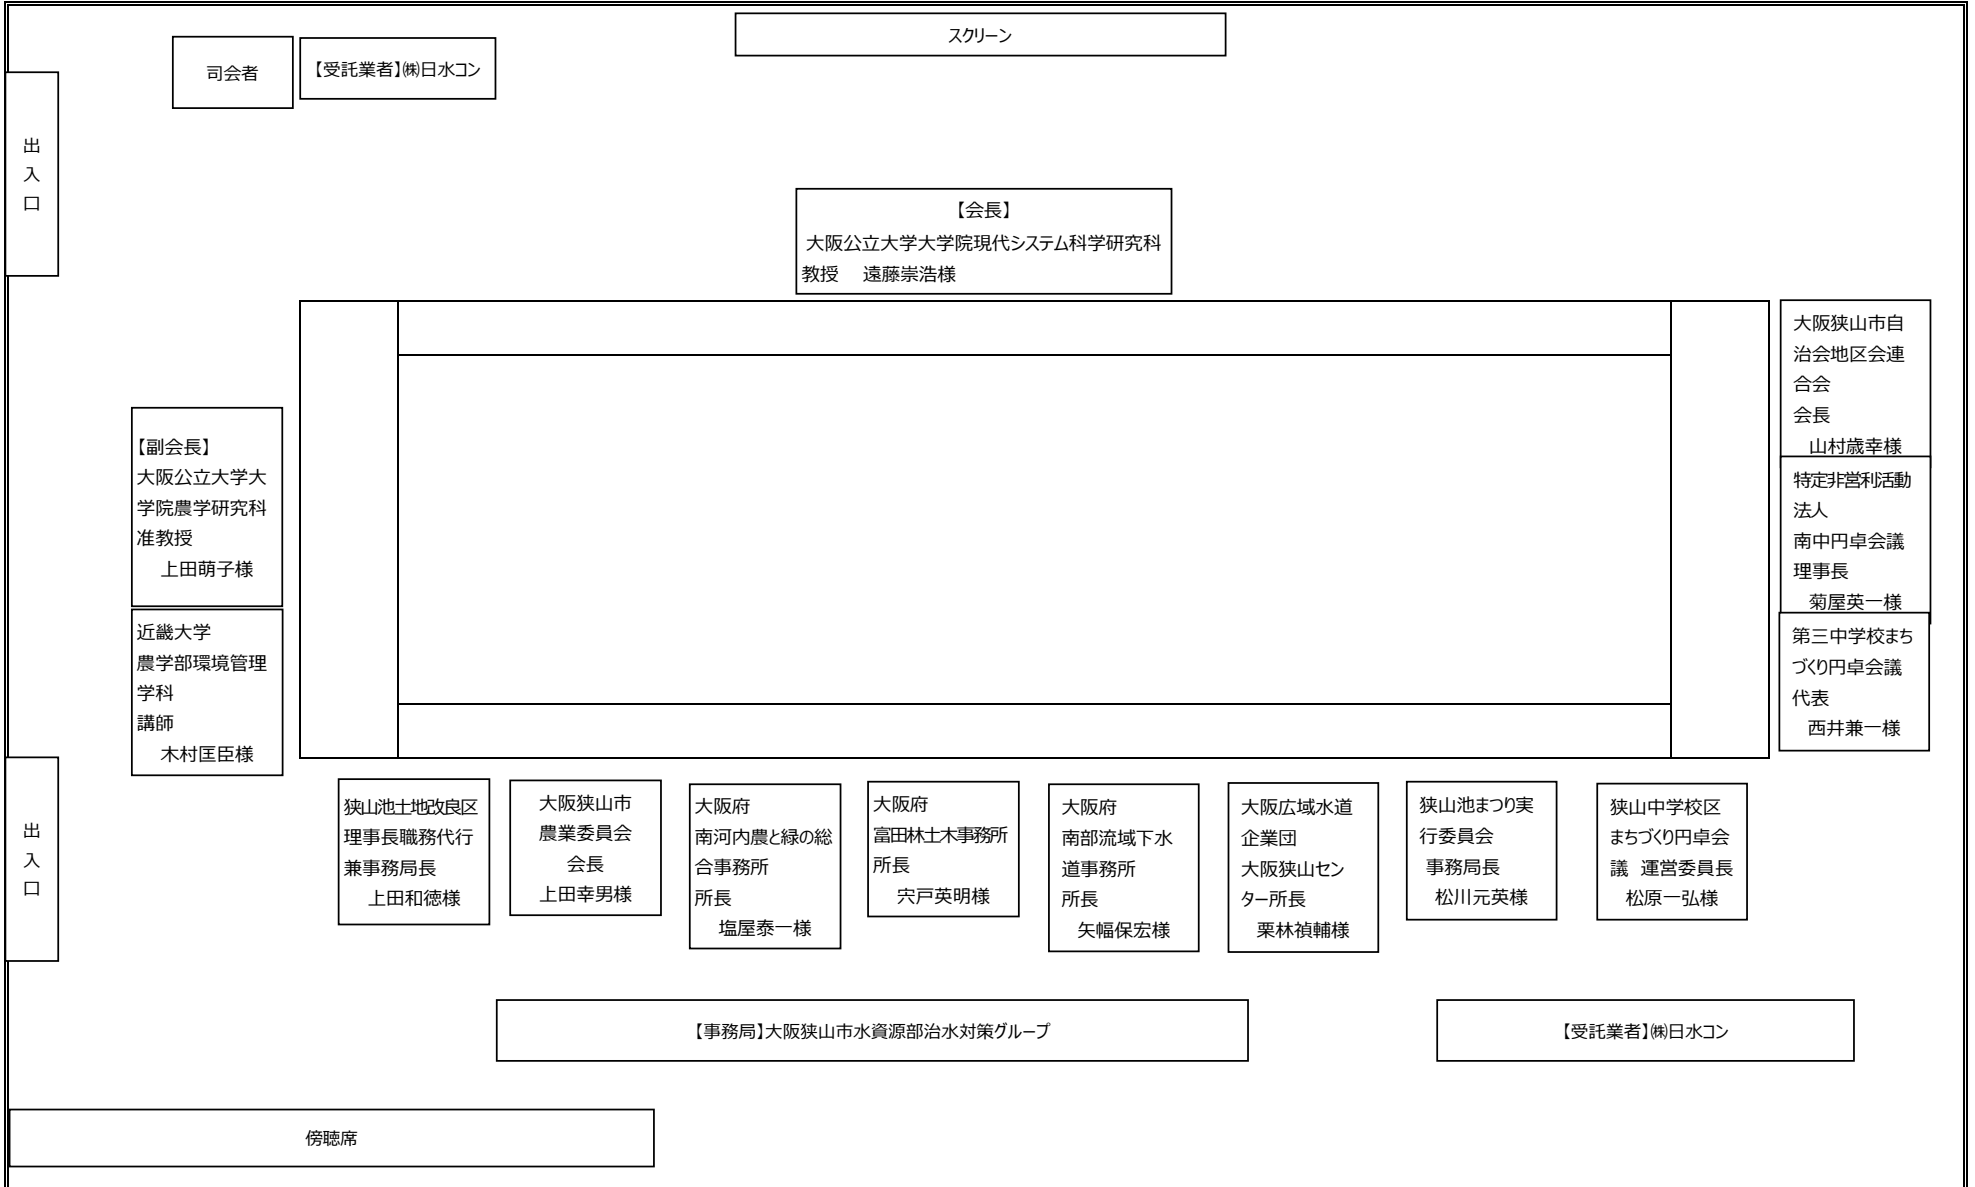 スクリーン
司会者
【受託業者】㈱日水コン
出
入
口
【会長】
大阪公立大学大学院現代システム科学研究科
教授　遠藤崇浩様
大阪狭山市自
治会地区会連
合会
会長
山村歳幸様
特定非営利活動
法人
南中円卓会議
理事長
菊屋英一様
第三中学校まち
づくり円卓会議
代表
西井兼一様
【副会長】
大阪公立大学大
学院農学研究科
准教授
上田萌子様
近畿大学
農学部環境管理
学科
講師
木村匡臣様
出
入
口
狭山池土地改良区
理事長職務代行
兼事務局長
上田和徳様
大阪狭山市
農業委員会
会長
上田幸男様
大阪府
南河内農と緑の総
合事務所
所長
塩屋泰一様
大阪府
富田林土木事務所
所長
宍戸英明様
大阪府
南部流域下水
道事務所
所長
矢幅保宏様
大阪広域水道
企業団
大阪狭山セン
ター所長
栗林禎輔様
狭山池まつり実
行委員会
事務局長
松川元英様
狭山中学校区
まちづくり円卓会
議　運営委員長
松原一弘様
【事務局】大阪狭山市水資源部治水対策グループ
【受託業者】㈱日水コン
傍聴席